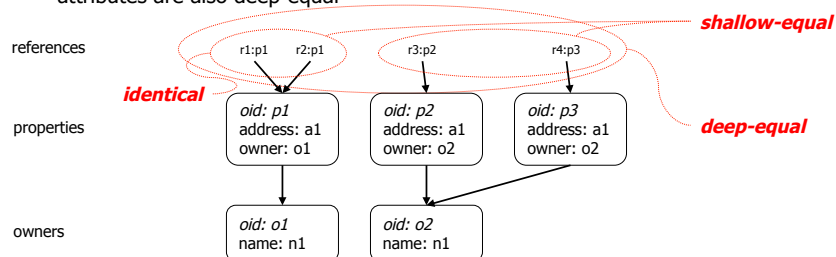 attributes are also deep-equal
shallow-equal
references
r1:p1 r2:p1 r3:p2 r4:p3
identical
oid: p1 oid: p2 oid: p3
properties
address: a1 address: a1 address: a1
deep-equal
owner: o1 owner: o2 owner: o2
oid: o1 oid: o2
owners
name: n1 name: n1